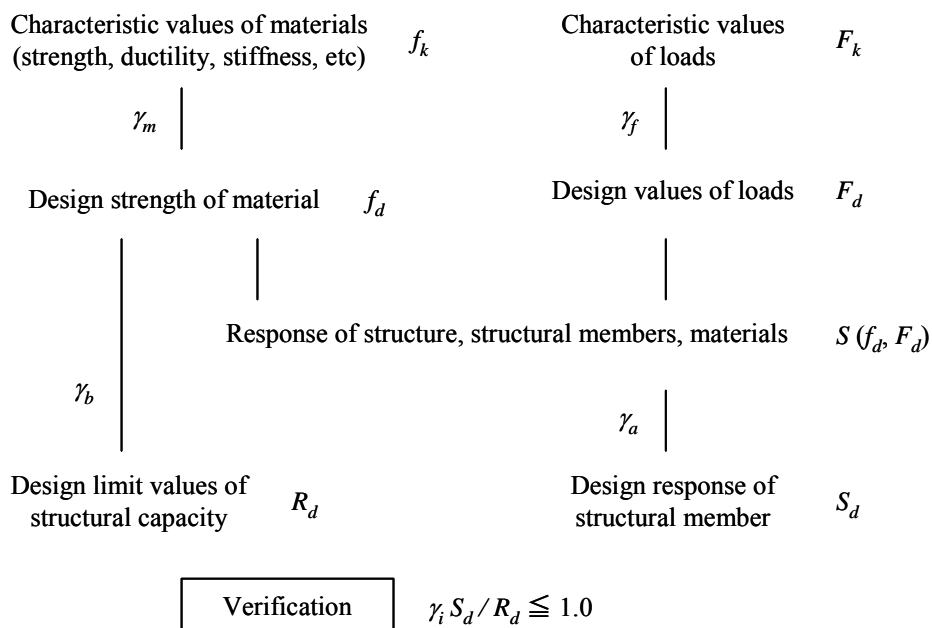 Characteristic values of materials
(strength, ductility, stiffness, etc)
f_k
Characteristic values
of loads
F_k
γ_m
γ_f
Design strength of material
f_d
Design values of loads
F_d
Response of structure, structural members, materials
S (f_d, F_d)
γ_b
γ_a
Design limit values of
structural capacity
R_d
Design response of
structural member
S_d
Verification
γ_i S_d / R_d ≦ 1.0